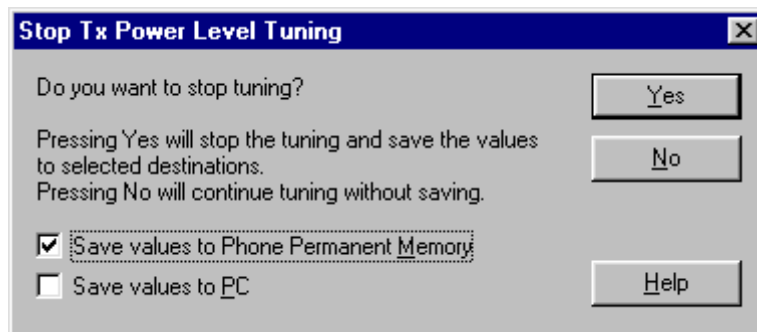 Stop Tx Power Level Tuning
Do you want to stop tuning?
Yes
Pressing Yes will stop the tuning and save the values
to selected destinations.
Pressing No will continue tuning without saving.
No
Save values to Phone Permanent Memory
Save values to PC
Help